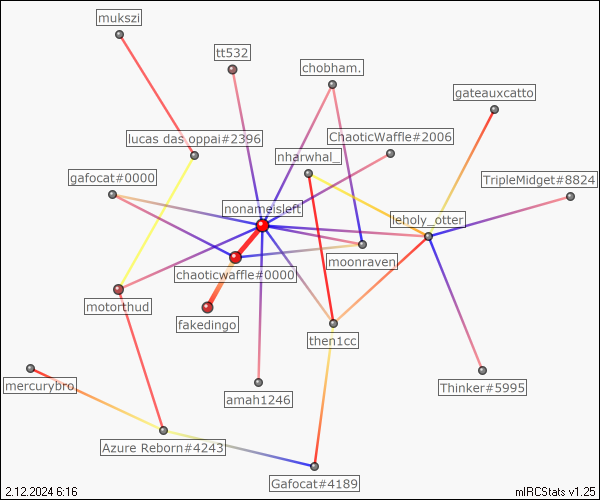 mukszi
tt532
chobham.
gateauxcatto
ChaoticWaffle#2006
lucas das oppai#2396
nharwhal_
gafocat#0000
TripleMidget#8824
nonameisleft
leholy_otter
moonraven
chaoticwaffle#0000
motorthud
fakedingo
then1cc
mercurybro
Thinker#5995
amah1246
Azure Reborn#4243
Gafocat#4189
2.12.2024 6:16
mIRCStats v1.25